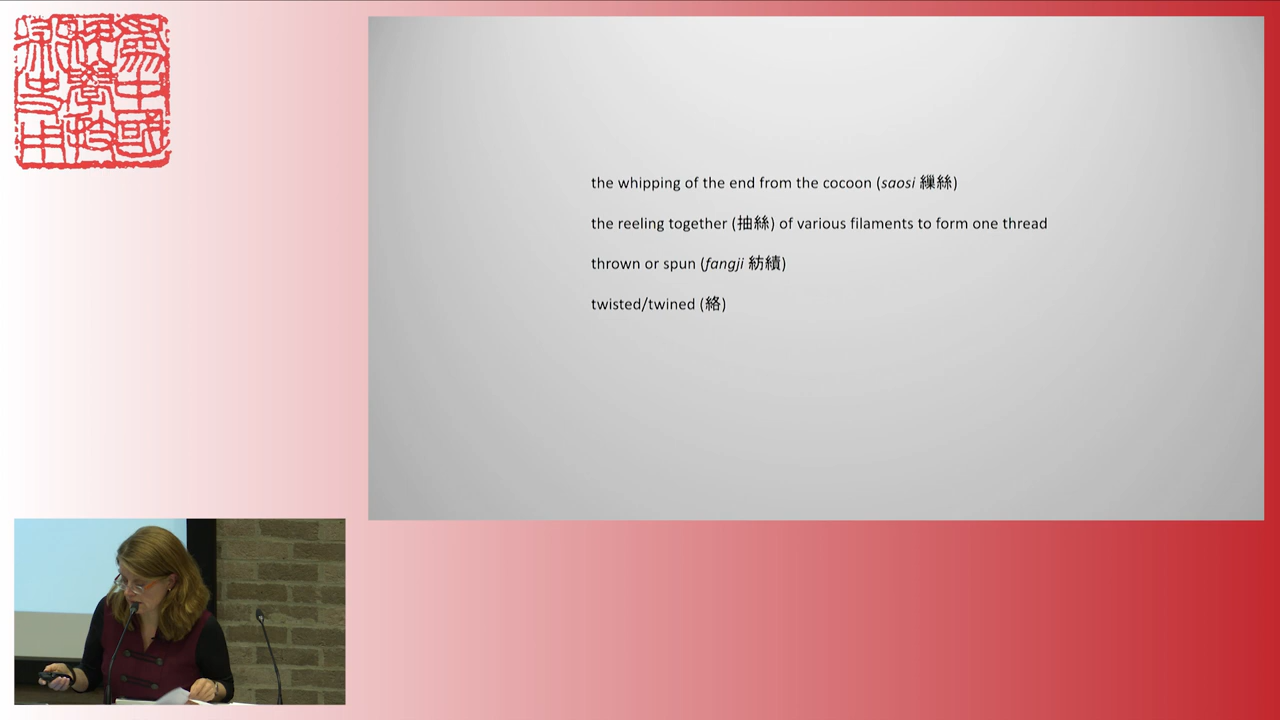 the whipping of the end from the cocoon (saosi 繅絲)
the reeling together (抽絲) of various filaments to form one thread
thrown or spun (fangji 紡績)
twisted/twined (絡)